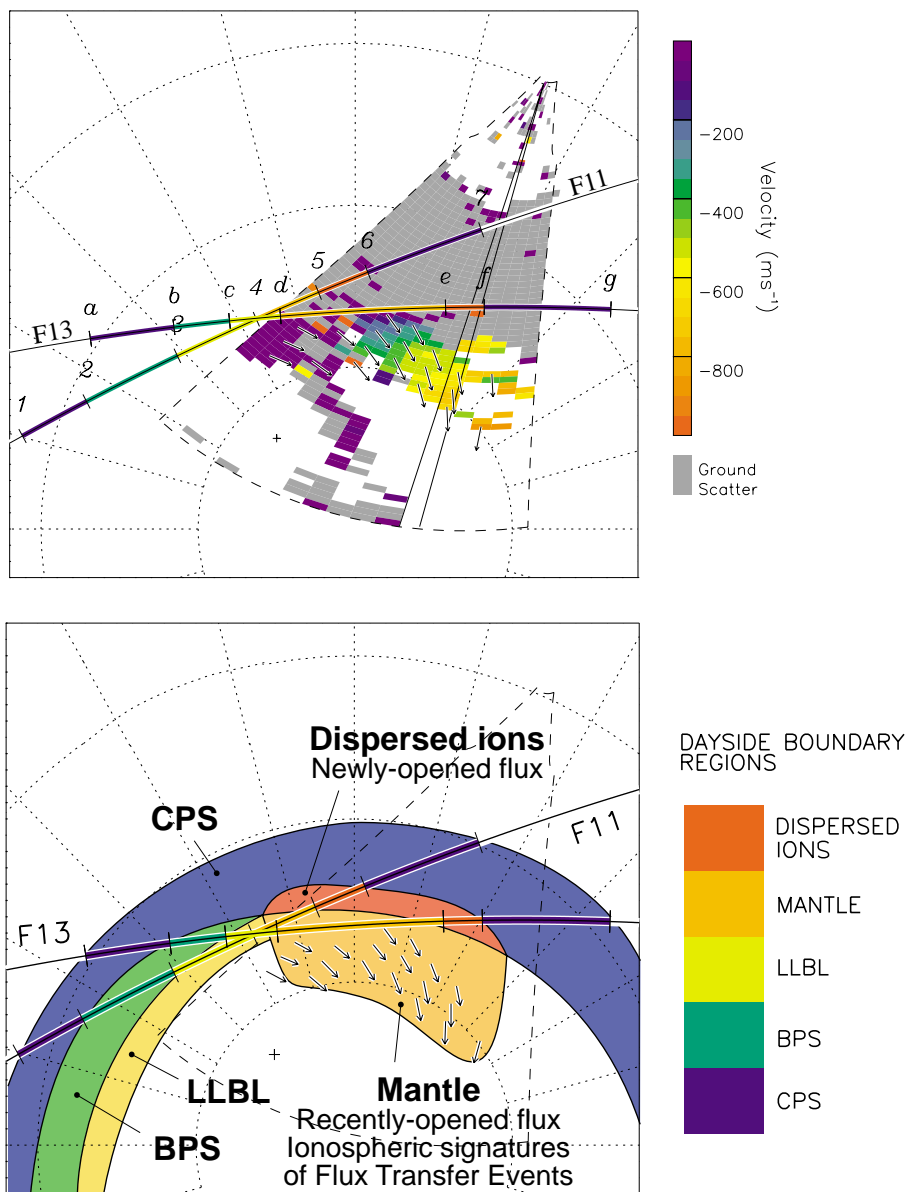 a
b
c
4
d
5
6
7
e
f
g
3
2
1
F13
F11
-200
-400
-600
-800
Velocity (ms⁻¹)
Ground
Scatter
Dispersed ions
Newly-opened flux
CPS
F11
F13
LLBL
BPS
Mantle
Recently-opened flux
Ionospheric signatures
of Flux Transfer Events
DAYSIDE BOUNDARY
REGIONS
DISPERSED
IONS
MANTLE
LLBL
BPS
CPS